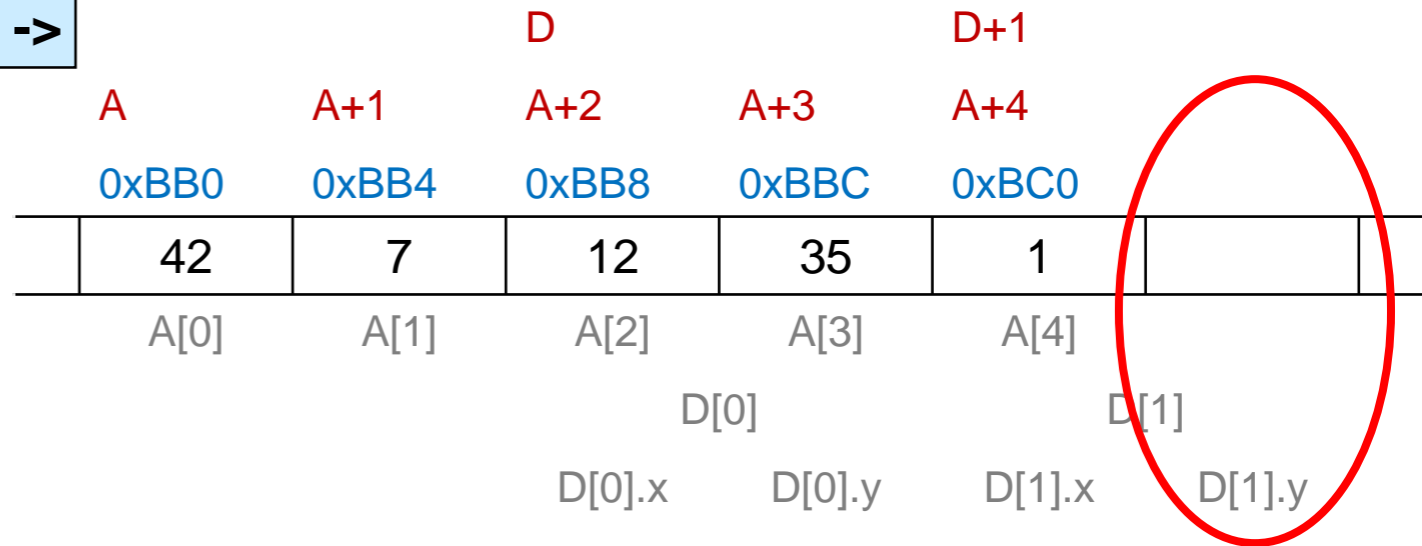 ->
D D+1
A A+1 A+2 A+3 A+4
0xBB0 0xBB4 0xBB8 0xBBC 0xBC0
42 7 12 35 1
A[0] A[1] A[2] A[3] A[4]
D[0] D[1]
D[0].x D[0].y D[1].x D[1].y